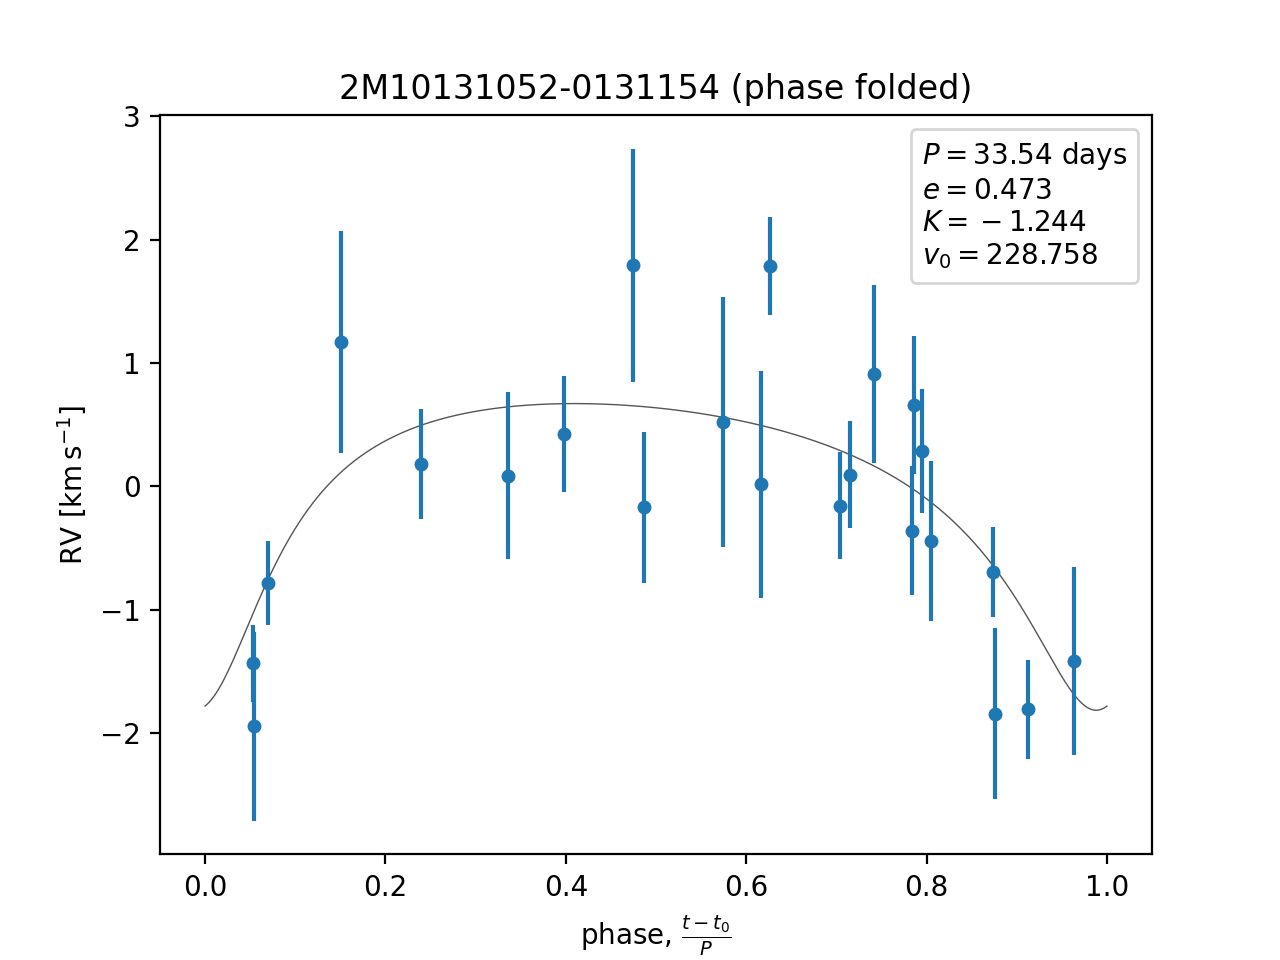 2M10131052-0131154 (phase folded)
P = 33.54 days
e = 0.473
K = −1.244
v₀ = 228.758
3
2
1
0
−1
−2
RV [km s⁻¹]
0.0 0.2 0.4 0.6 0.8 1.0
phase, (t − t₀)/P